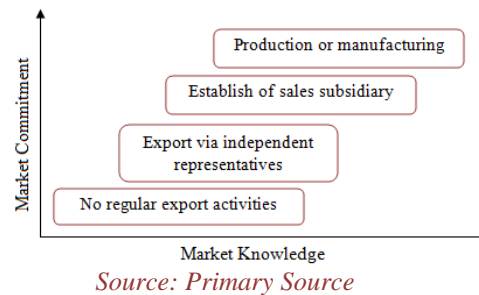 Production or manufacturing
Establish of sales subsidiary
Export via independent
representatives
No regular export activities
Market Commitment
Market Knowledge
Source: Primary Source